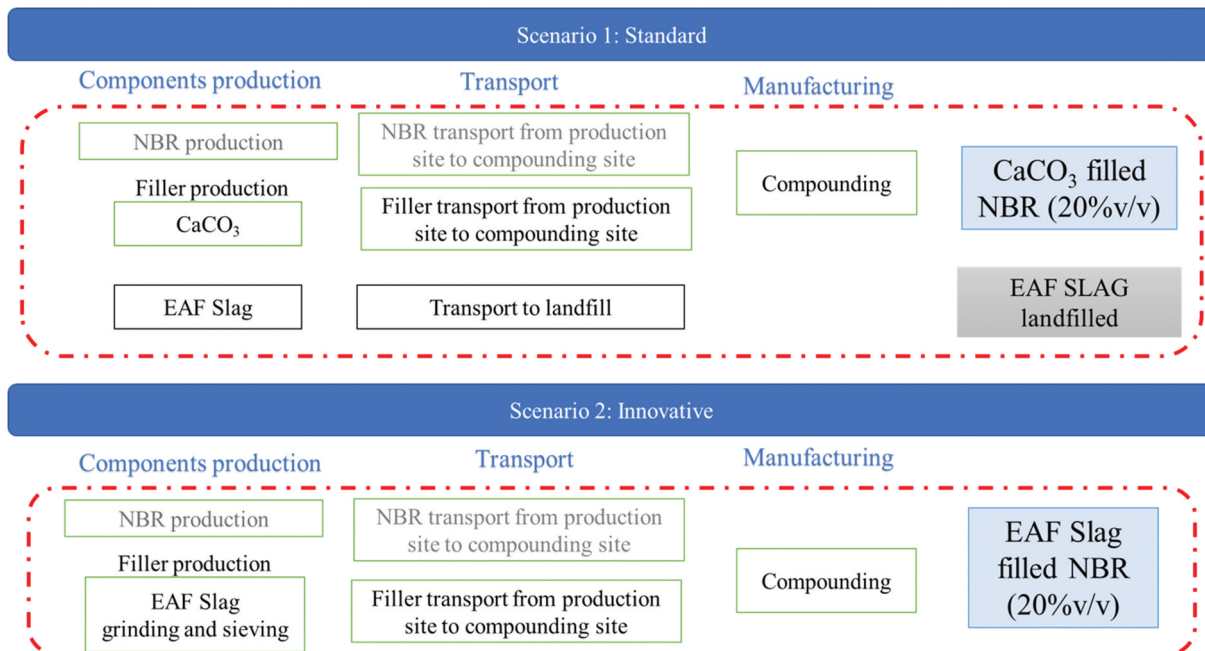 Scenario 1: Standard
Components production
Transport
Manufacturing
NBR production
NBR transport from production
site to compounding site
Filler production
CaCO₃
Filler transport from production
site to compounding site
Compounding
CaCO₃ filled
NBR (20%v/v)
EAF Slag
Transport to landfill
EAF SLAG
landfilled
Scenario 2: Innovative
Components production
Transport
Manufacturing
NBR production
NBR transport from production
site to compounding site
Filler production
EAF Slag
grinding and sieving
Filler transport from production
site to compounding site
Compounding
EAF Slag
filled NBR
(20%v/v)